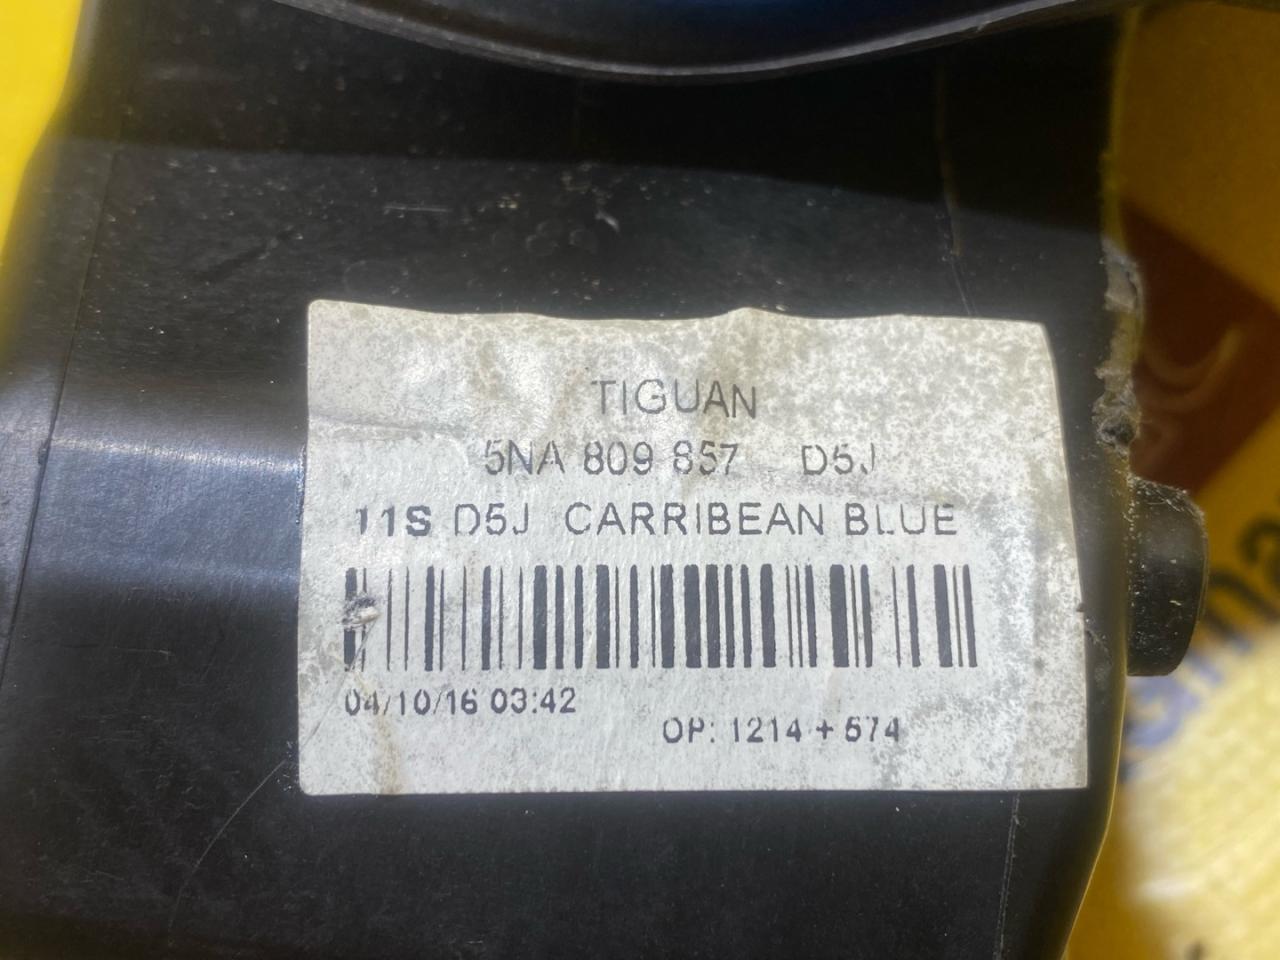 TIGUAN
5NA 809 857 D5J
11S D5J CARRIBEAN BLUE
04/10/16 03:42
OP: 1214 + 574